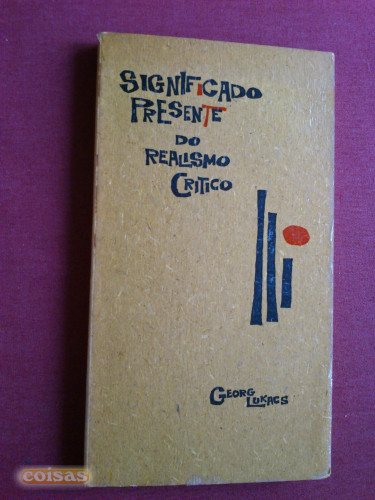 SIGNIFiCADO
PRESENTE
DO
REALISMO
CRITICO
GEORG
LUKACS
coisas